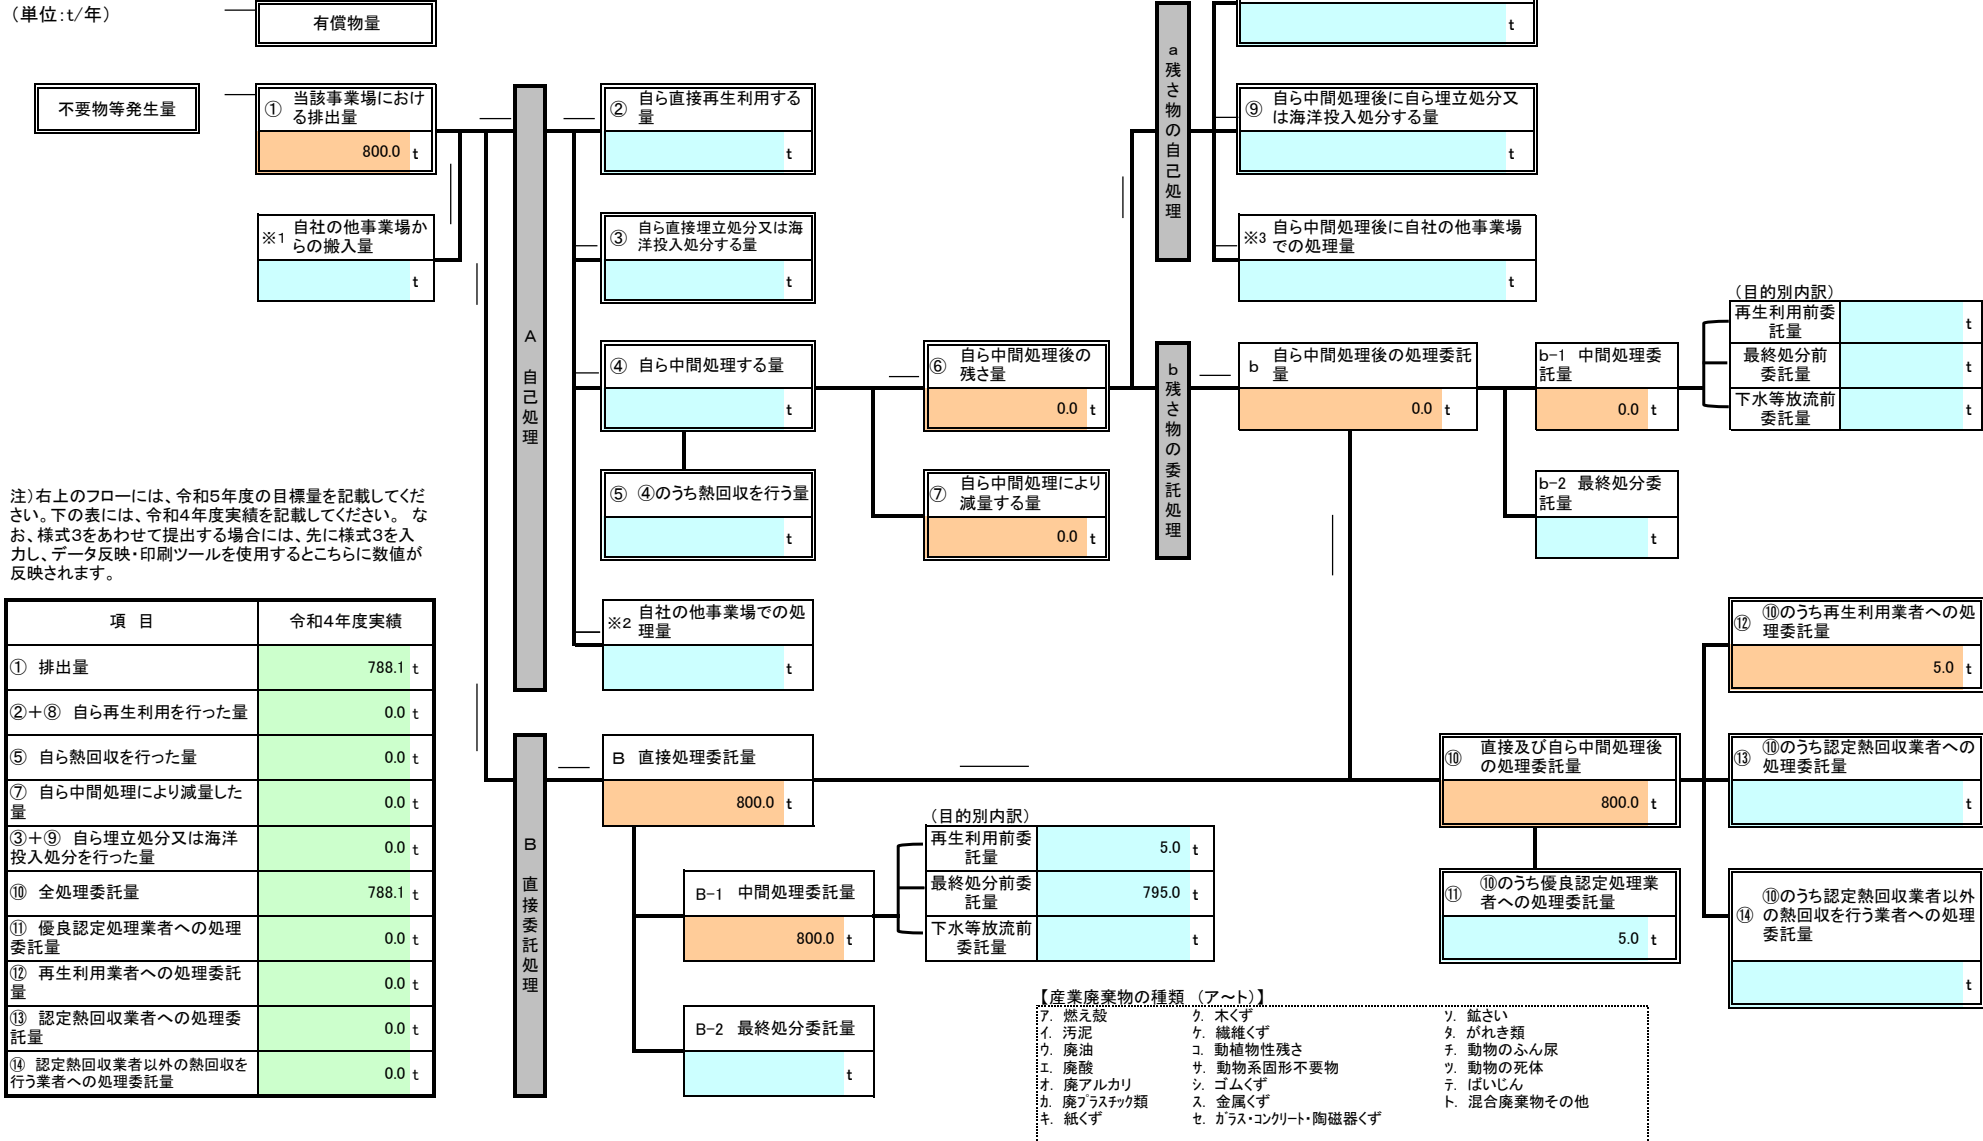 （単位:t/年）
有償物量
t
不要物等発生量
① 当該事業場におけ
る排出量
800.0 t
※1 自社の他事業場か
らの搬入量
t
A 自己処理
② 自ら直接再生利用する
量
t
③ 自ら直接埋立処分又は海
洋投入処分する量
t
④ 自ら中間処理する量
t
⑤ ④のうち熱回収を行う量
t
※2 自社の他事業場での処
理量
t
⑥ 自ら中間処理後の
残さ量
0.0 t
⑦ 自ら中間処理により
減量する量
0.0 t
a 残さ物の自己処理
⑨ 自ら中間処理後に自ら埋立処分又
は海洋投入処分する量
t
※3 自ら中間処理後に自社の他事業場
での処理量
t
b 残さ物の委託処理
b 自ら中間処理後の処理委託
量
0.0 t
b-1 中間処理委
託量
0.0 t
b-2 最終処分委
託量
t
（目的別内訳）
再生利用前委
託量
t
最終処分前
委託量
t
下水等放流前
委託量
t
注）右上のフローには、令和5年度の目標量を記載してくだ
さい。下の表には、令和4年度実績を記載してください。 な
お、様式3をあわせて提出する場合には、先に様式3を入
力し、データ反映・印刷ツールを使用するとこちらに数値が
反映されます。
項 目 令和4年度実績
① 排出量 788.1 t
②＋⑧ 自ら再生利用を行った量 0.0 t
⑤ 自ら熱回収を行った量 0.0 t
⑦ 自ら中間処理により減量した
量 0.0 t
③＋⑨ 自ら埋立処分又は海洋
投入処分を行った量 0.0 t
⑩ 全処理委託量 788.1 t
⑪ 優良認定処理業者への処理
委託量 0.0 t
⑫ 再生利用業者への処理委託
量 0.0 t
⑬ 認定熱回収業者への処理委
託量 0.0 t
⑭ 認定熱回収業者以外の熱回収を
行う業者への処理委託量 0.0 t
B 直接委託処理
B 直接処理委託量
800.0 t
B-1 中間処理委託量
800.0 t
B-2 最終処分委託量
t
（目的別内訳）
再生利用前委
託量
5.0 t
最終処分前委
託量
795.0 t
下水等放流前
委託量
t
⑩ 直接及び自ら中間処理後
の処理委託量
800.0 t
⑪ ⑩のうち優良認定処理業
者への処理委託量
5.0 t
⑫ ⑩のうち再生利用業者への処
理委託量
5.0 t
⑬ ⑩のうち認定熱回収業者への
処理委託量
t
⑭ ⑩のうち認定熱回収業者以外
の熱回収を行う業者への処理
委託量
t
【産業廃棄物の種類 （ア～ト）】
ア. 燃え殻 ク. 木くず ソ. 鉱さい
イ. 汚泥 ケ. 繊維くず タ. がれき類
ウ. 廃油 コ. 動植物性残さ チ. 動物のふん尿
エ. 廃酸 サ. 動物系固形不要物 ツ. 動物の死体
オ. 廃アルカリ シ. ゴムくず テ. ばいじん
カ. 廃プラスチック類 ス. 金属くず ト. 混合廃棄物その他
キ. 紙くず セ. ガラス・コンクリート・陶磁器くず